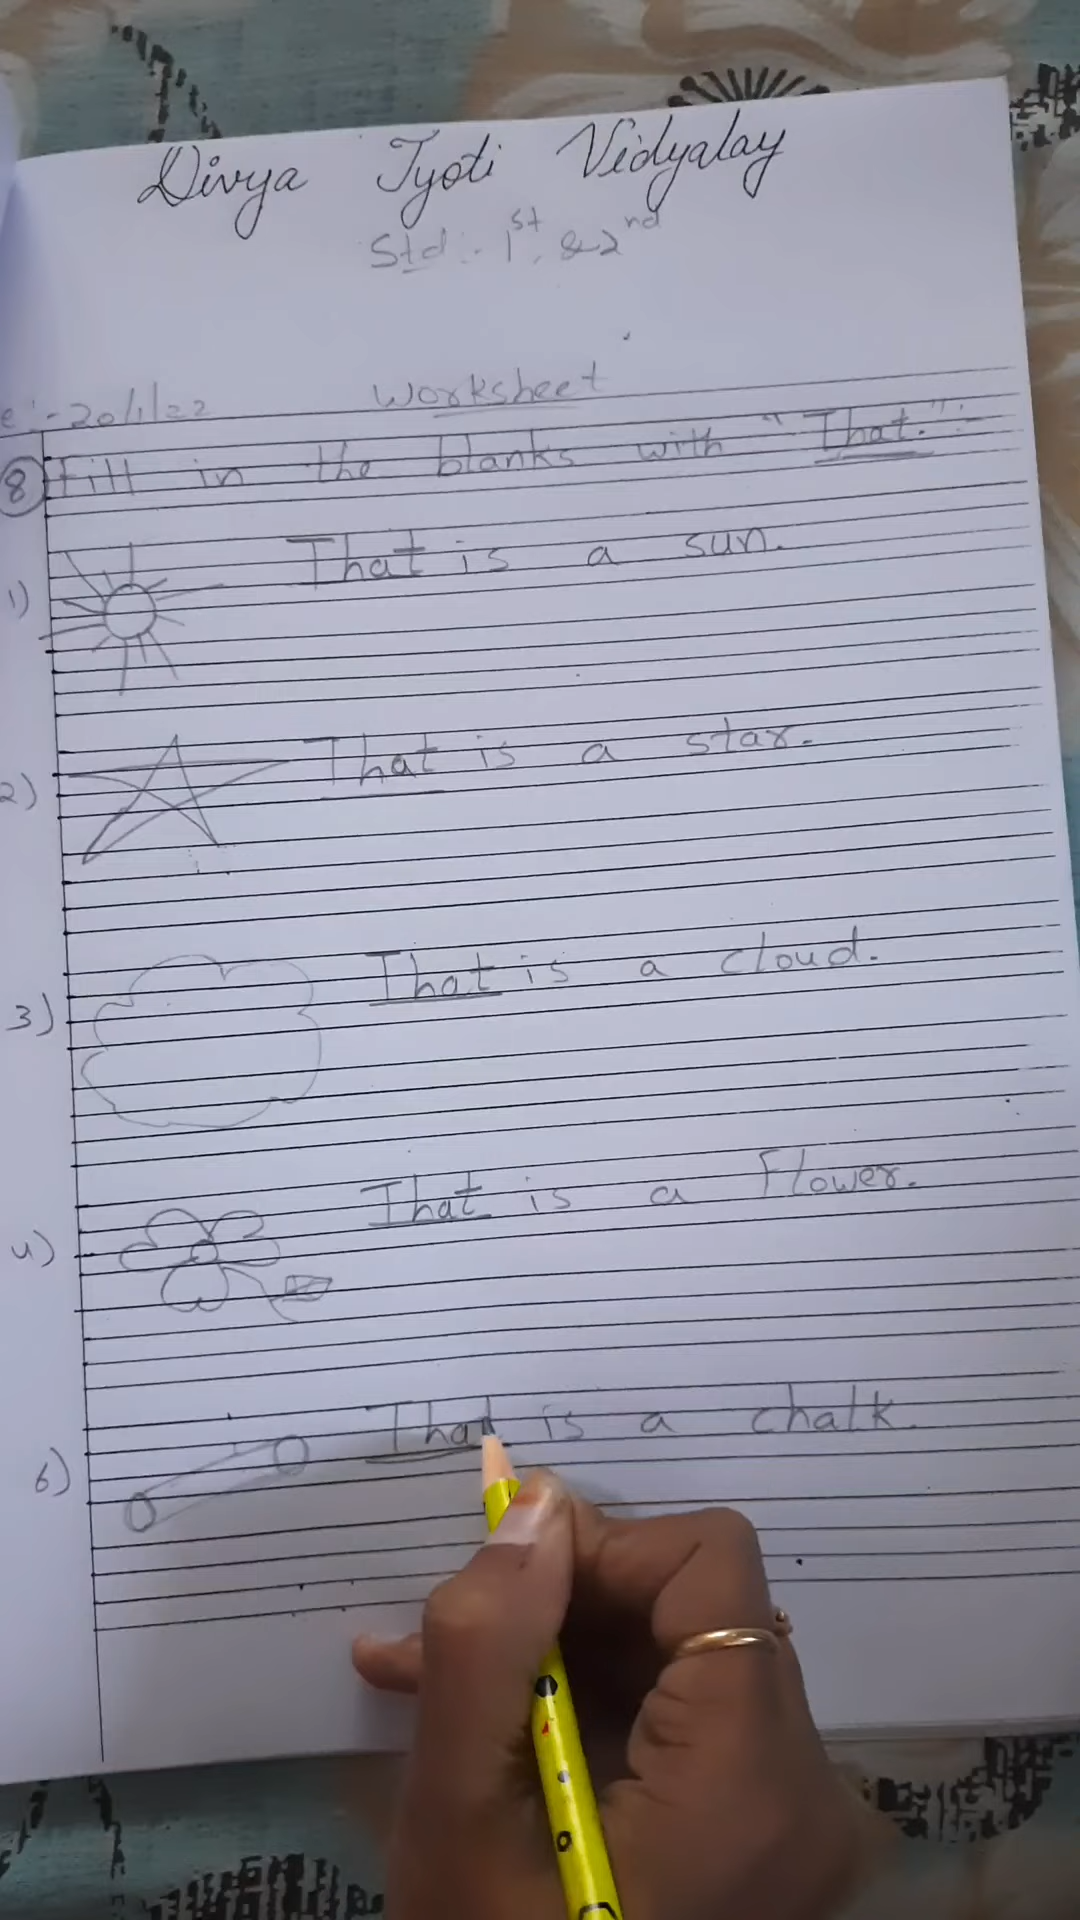 Divya Jyoti Vidyalay
Std :- 1st, & 2nd
Worksheet
e :- 20/1/22
8 Fill in the blanks with "That." :-
1) That is a sun.
2) That is a star.
3) That is a cloud.
4) That is a Flower.
6) That is a chalk.